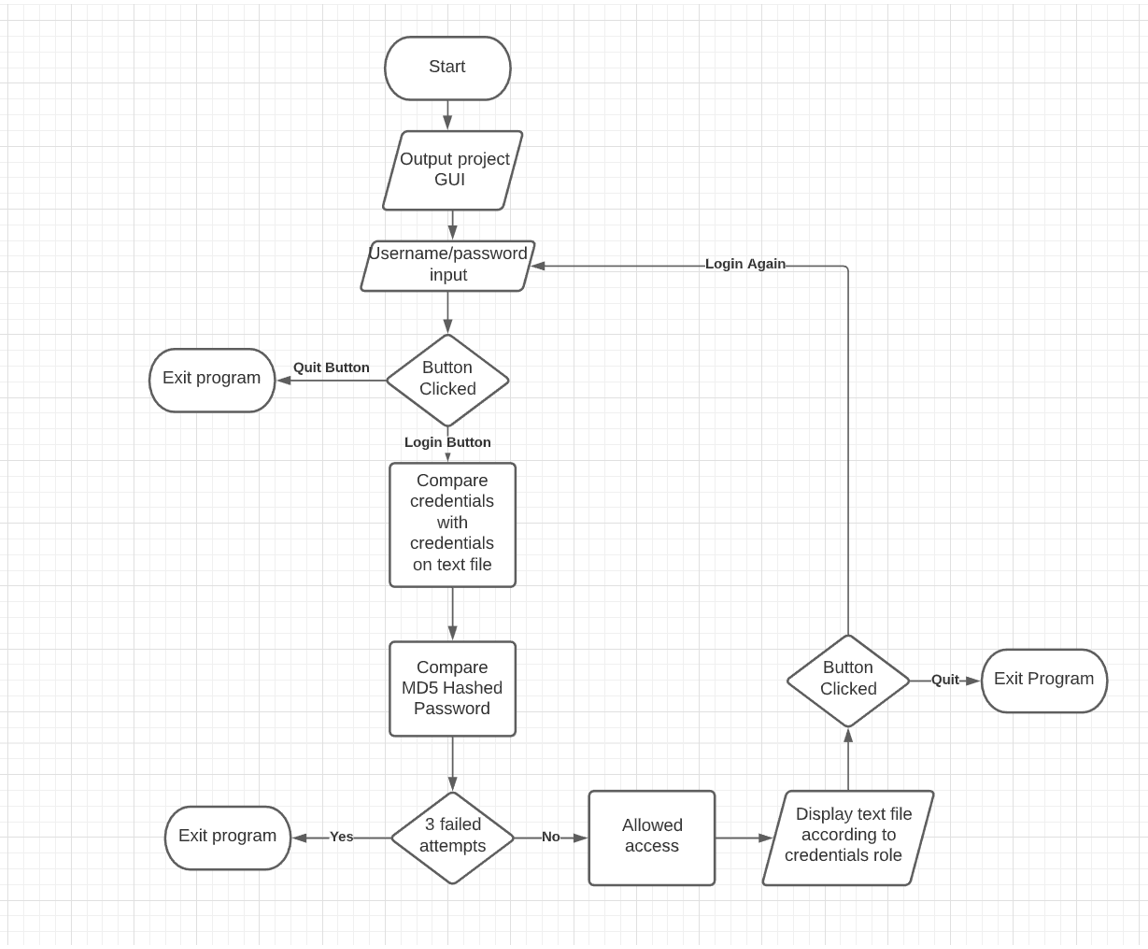 Start
Output project
GUI
Username/password
input
Login Again
Button
Clicked
Quit Button
Exit program
Login Button
Compare
credentials
with
credentials
on text file
Compare
MD5 Hashed
Password
3 failed
attempts
Yes
Exit program
No
Allowed
access
Display text file
according to
credentials role
Button
Clicked
Quit
Exit Program